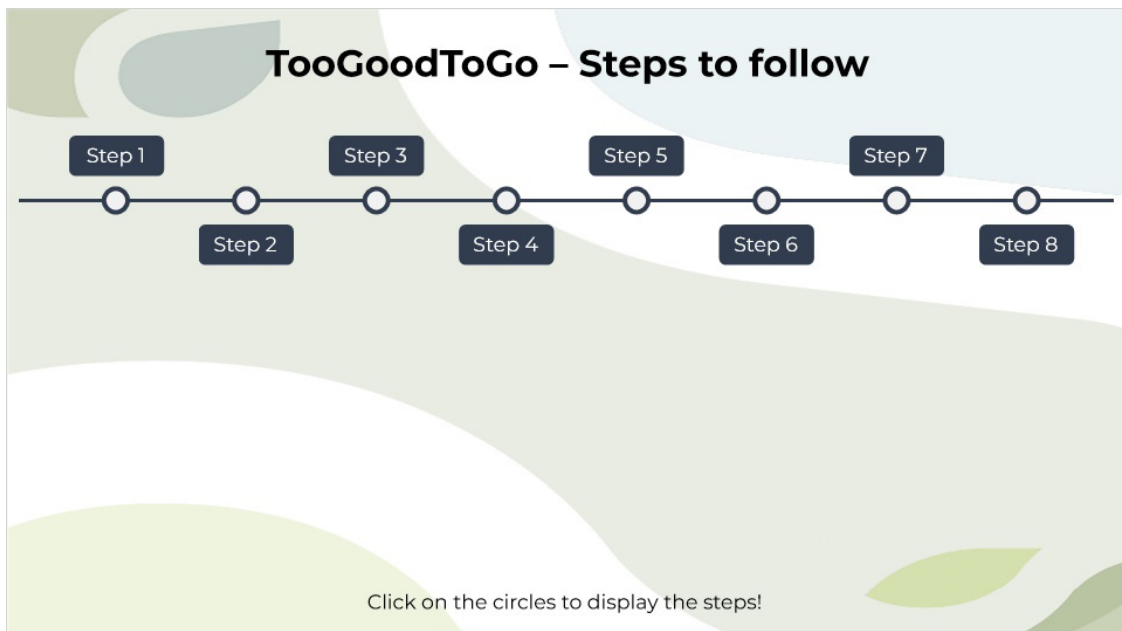 TooGoodToGo – Steps to follow
Step 1
Step 3
Step 5
Step 7
Step 2
Step 4
Step 6
Step 8
Click on the circles to display the steps!